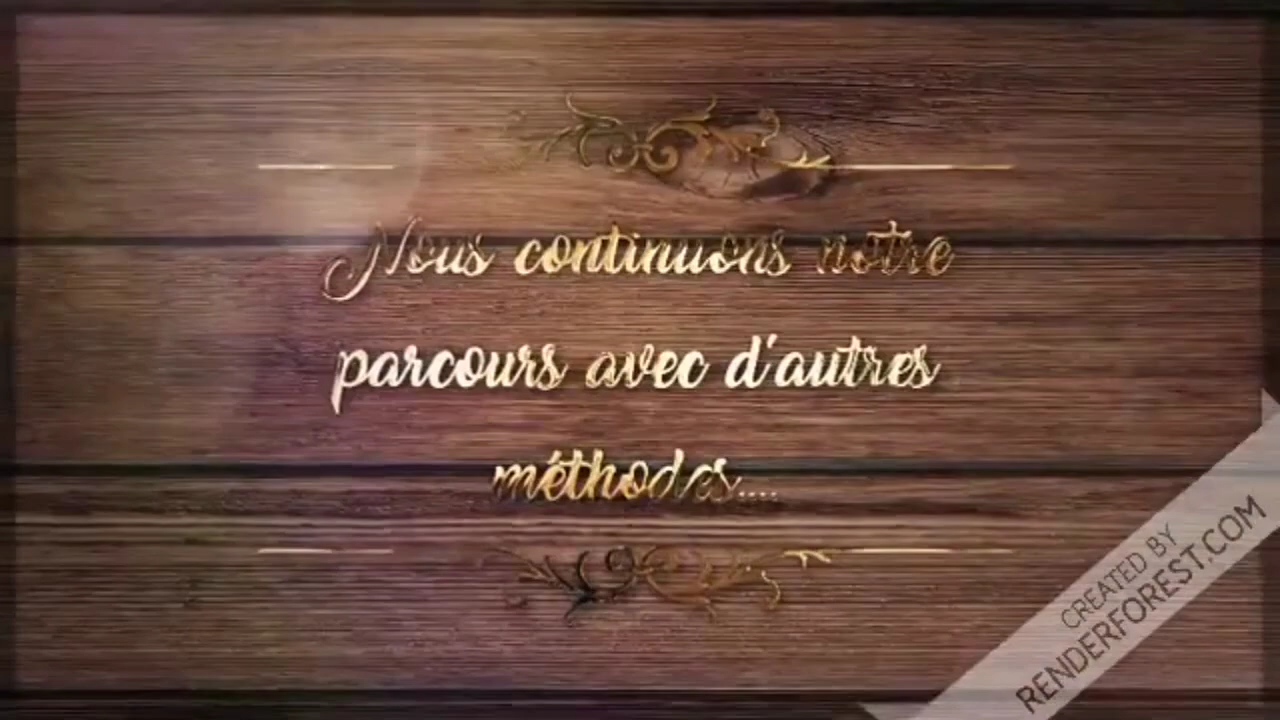 Nous continuons notre
parcours avec d'autres
méthodes....
CREATED BY
RENDERFOREST.COM